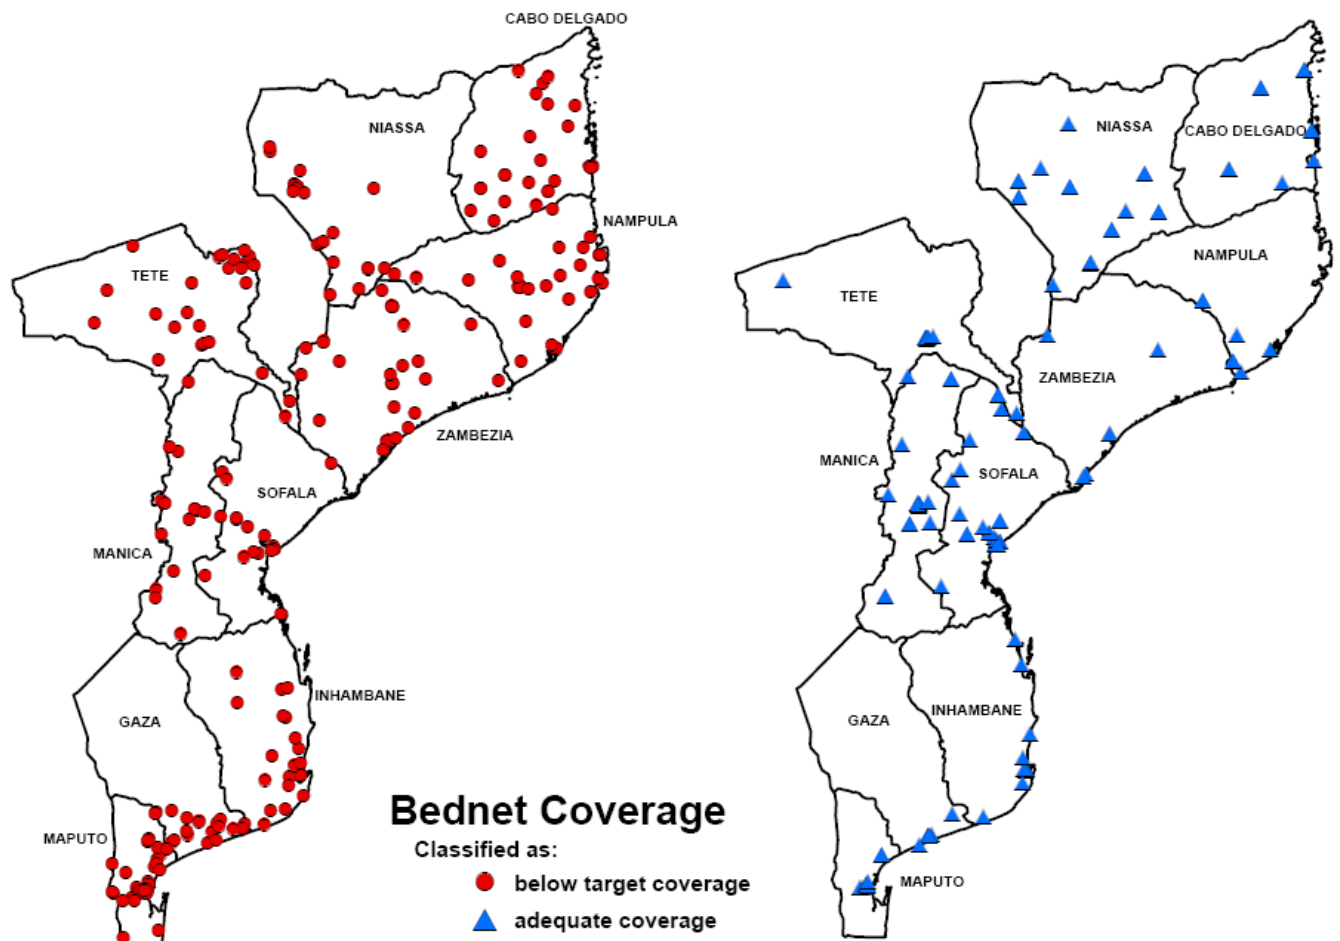 CABO DELGADO
NIASSA
NAMPULA
TETE
ZAMBEZIA
SOFALA
MANICA
INHAMBANE
GAZA
MAPUTO
NIASSA
CABO DELGADO
NAMPULA
TETE
ZAMBEZIA
MANICA
SOFALA
INHAMBANE
GAZA
MAPUTO
Bednet Coverage
Classified as:
below target coverage
adequate coverage